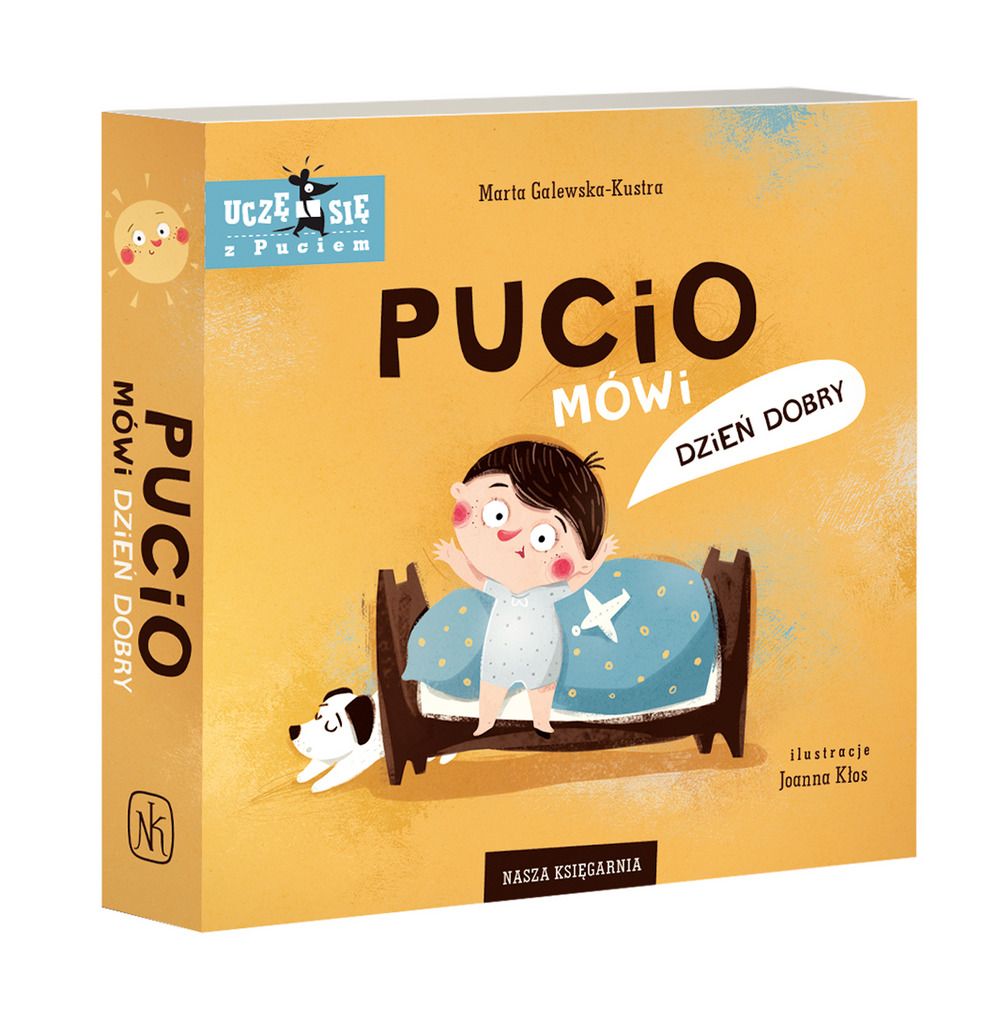 UCZĘ SIĘ
z Puciem
Marta Galewska-Kustra
PUCiO
MÓWi
DZiEŃ DOBRY
ilustracje
Joanna Kłos
NASZA KSIĘGARNIA
PUCiO
MÓWi DZiEŃ DOBRY
NK